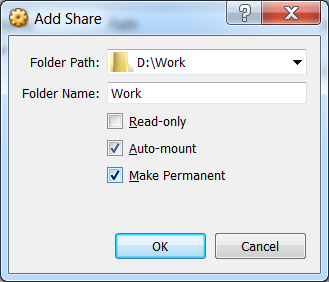 Add Share
Folder Path: D:\Work
Folder Name: Work
Read-only
Auto-mount
Make Permanent
OK Cancel